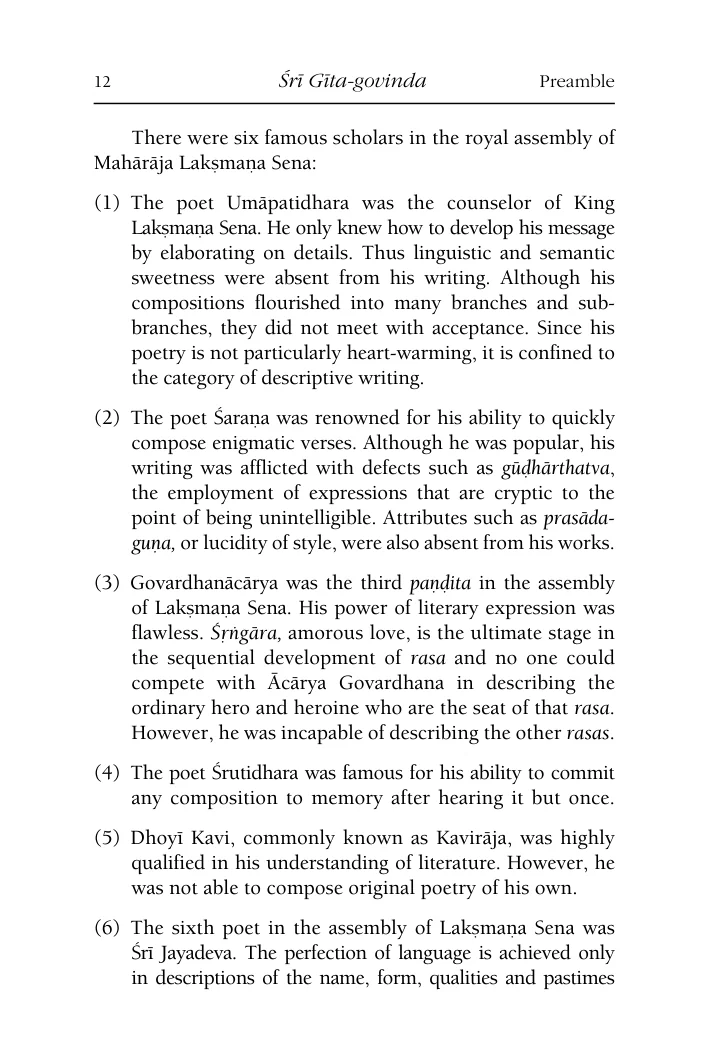 12 Śrī Gīta-govinda Preamble
There were six famous scholars in the royal assembly of
Mahārāja Lakṣmaṇa Sena:
(1) The poet Umāpatidhara was the counselor of King
Lakṣmaṇa Sena. He only knew how to develop his message
by elaborating on details. Thus linguistic and semantic
sweetness were absent from his writing. Although his
compositions flourished into many branches and sub-
branches, they did not meet with acceptance. Since his
poetry is not particularly heart-warming, it is confined to
the category of descriptive writing.
(2) The poet Śaraṇa was renowned for his ability to quickly
compose enigmatic verses. Although he was popular, his
writing was afflicted with defects such as gūḍhārthatva,
the employment of expressions that are cryptic to the
point of being unintelligible. Attributes such as prasāda-
guṇa, or lucidity of style, were also absent from his works.
(3) Govardhanācārya was the third paṇḍita in the assembly
of Lakṣmaṇa Sena. His power of literary expression was
flawless. Śṛṅgāra, amorous love, is the ultimate stage in
the sequential development of rasa and no one could
compete with Ācārya Govardhana in describing the
ordinary hero and heroine who are the seat of that rasa.
However, he was incapable of describing the other rasas.
(4) The poet Śrutidhara was famous for his ability to commit
any composition to memory after hearing it but once.
(5) Dhoyī Kavi, commonly known as Kavirāja, was highly
qualified in his understanding of literature. However, he
was not able to compose original poetry of his own.
(6) The sixth poet in the assembly of Lakṣmaṇa Sena was
Śrī Jayadeva. The perfection of language is achieved only
in descriptions of the name, form, qualities and pastimes